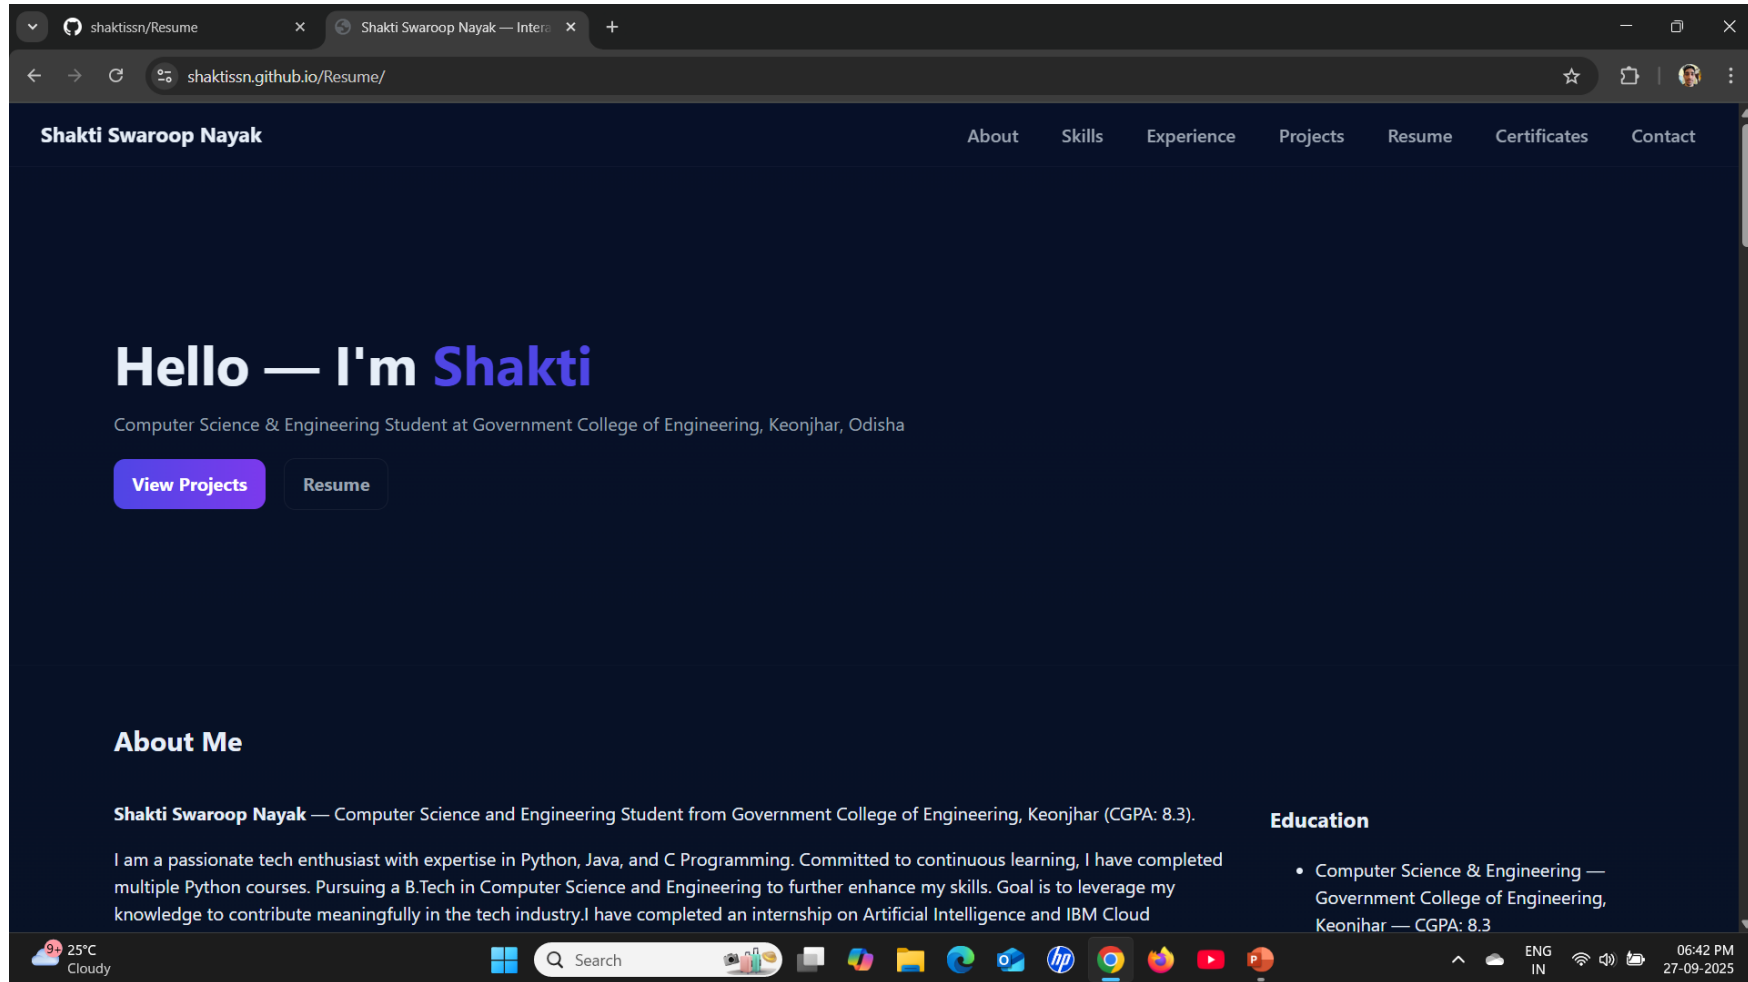 shaktissn/Resume
Shakti Swaroop Nayak — Intera
shaktissn.github.io/Resume/
Shakti Swaroop Nayak
About Skills Experience Projects Resume Certificates Contact
Hello — I'm Shakti
Computer Science & Engineering Student at Government College of Engineering, Keonjhar, Odisha
View Projects Resume
About Me
Shakti Swaroop Nayak — Computer Science and Engineering Student from Government College of Engineering, Keonjhar (CGPA: 8.3).
I am a passionate tech enthusiast with expertise in Python, Java, and C Programming. Committed to continuous learning, I have completed
multiple Python courses. Pursuing a B.Tech in Computer Science and Engineering to further enhance my skills. Goal is to leverage my
knowledge to contribute meaningfully in the tech industry.I have completed an internship on Artificial Intelligence and IBM Cloud
Education
Computer Science & Engineering —
Government College of Engineering,
Keonjhar — CGPA: 8.3
9+
25°C
Cloudy
Search
hp
P
ENG
IN
06:42 PM
27-09-2025